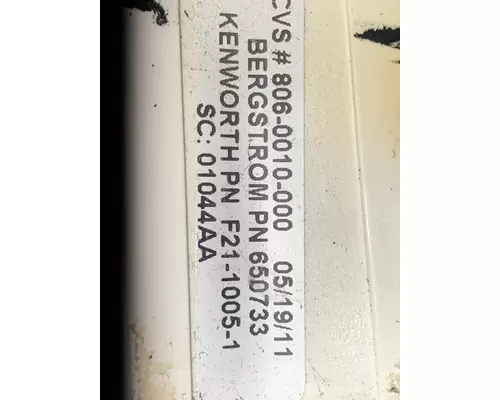 CVS # 806-0010-000 05/19/11
BERGSTROM PN 650733
KENWORTH PN F21-1005-1
SC: 01044AA